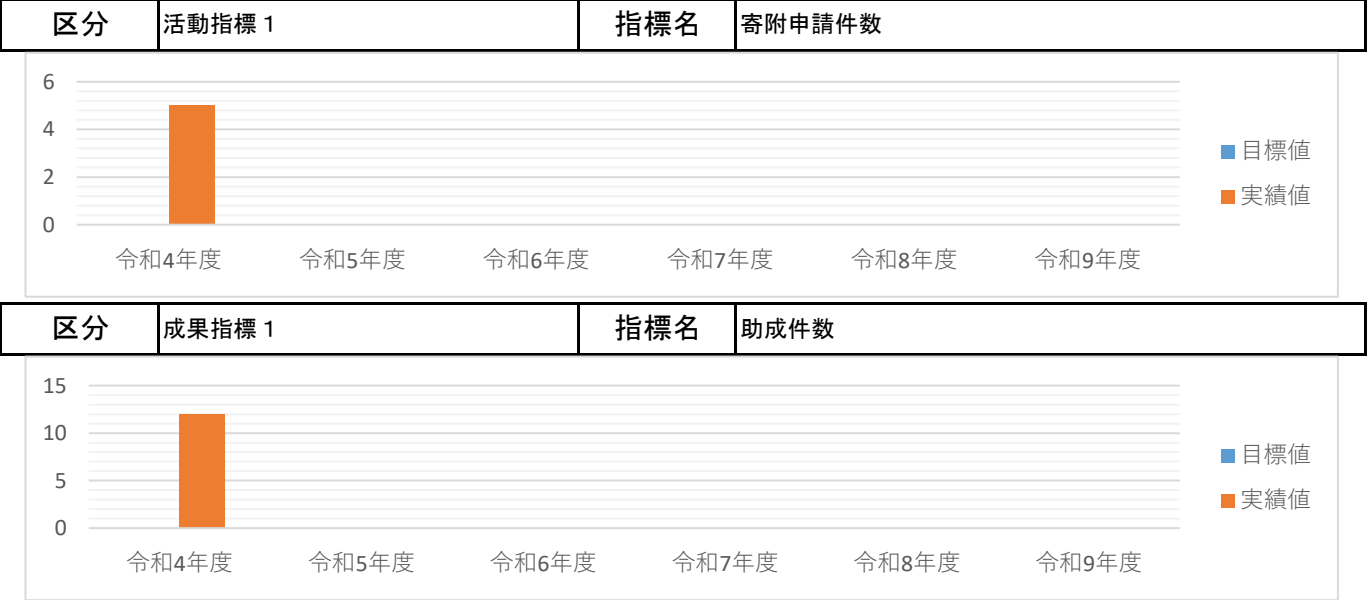 区分 活動指標１ 指標名 寄附申請件数
6
4
2
0
令和4年度 令和5年度 令和6年度 令和7年度 令和8年度 令和9年度
目標値
実績値
区分 成果指標１ 指標名 助成件数
15
10
5
0
令和4年度 令和5年度 令和6年度 令和7年度 令和8年度 令和9年度
目標値
実績値